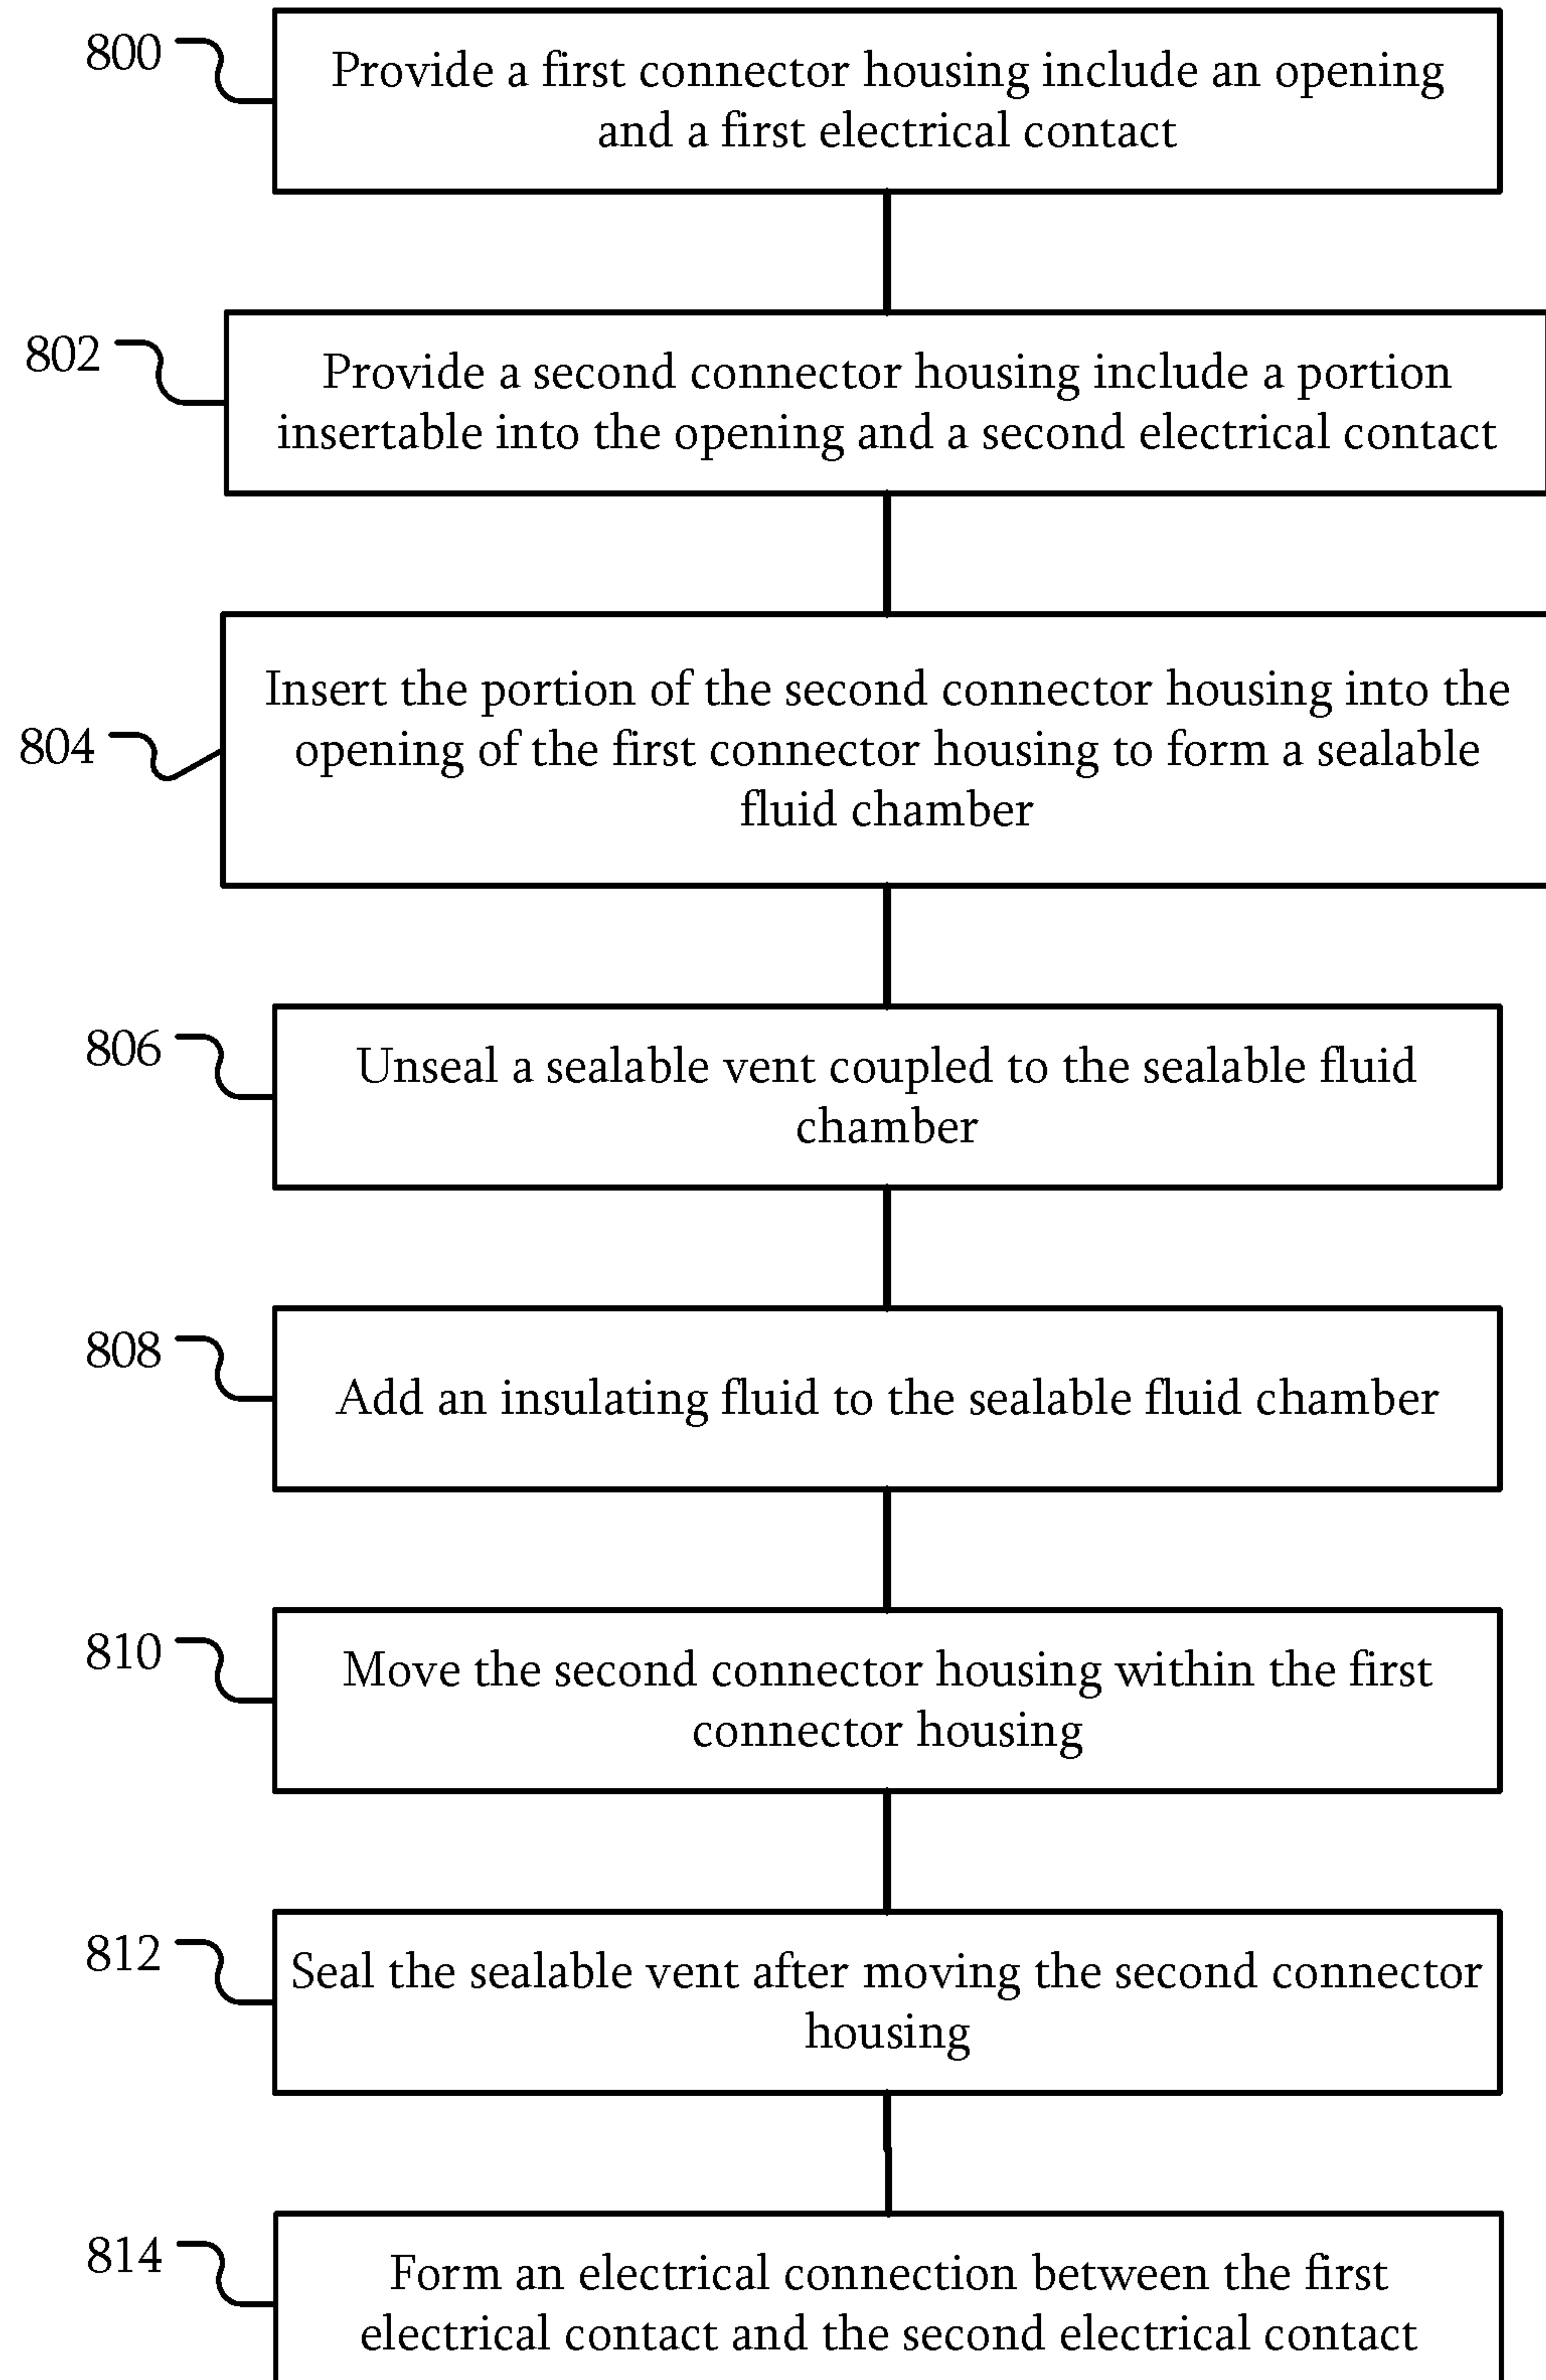 800
Provide a first connector housing include an opening
and a first electrical contact
802
Provide a second connector housing include a portion
insertable into the opening and a second electrical contact
804
Insert the portion of the second connector housing into the
opening of the first connector housing to form a sealable
fluid chamber
806
Unseal a sealable vent coupled to the sealable fluid
chamber
808
Add an insulating fluid to the sealable fluid chamber
810
Move the second connector housing within the first
connector housing
812
Seal the sealable vent after moving the second connector
housing
814
Form an electrical connection between the first
electrical contact and the second electrical contact